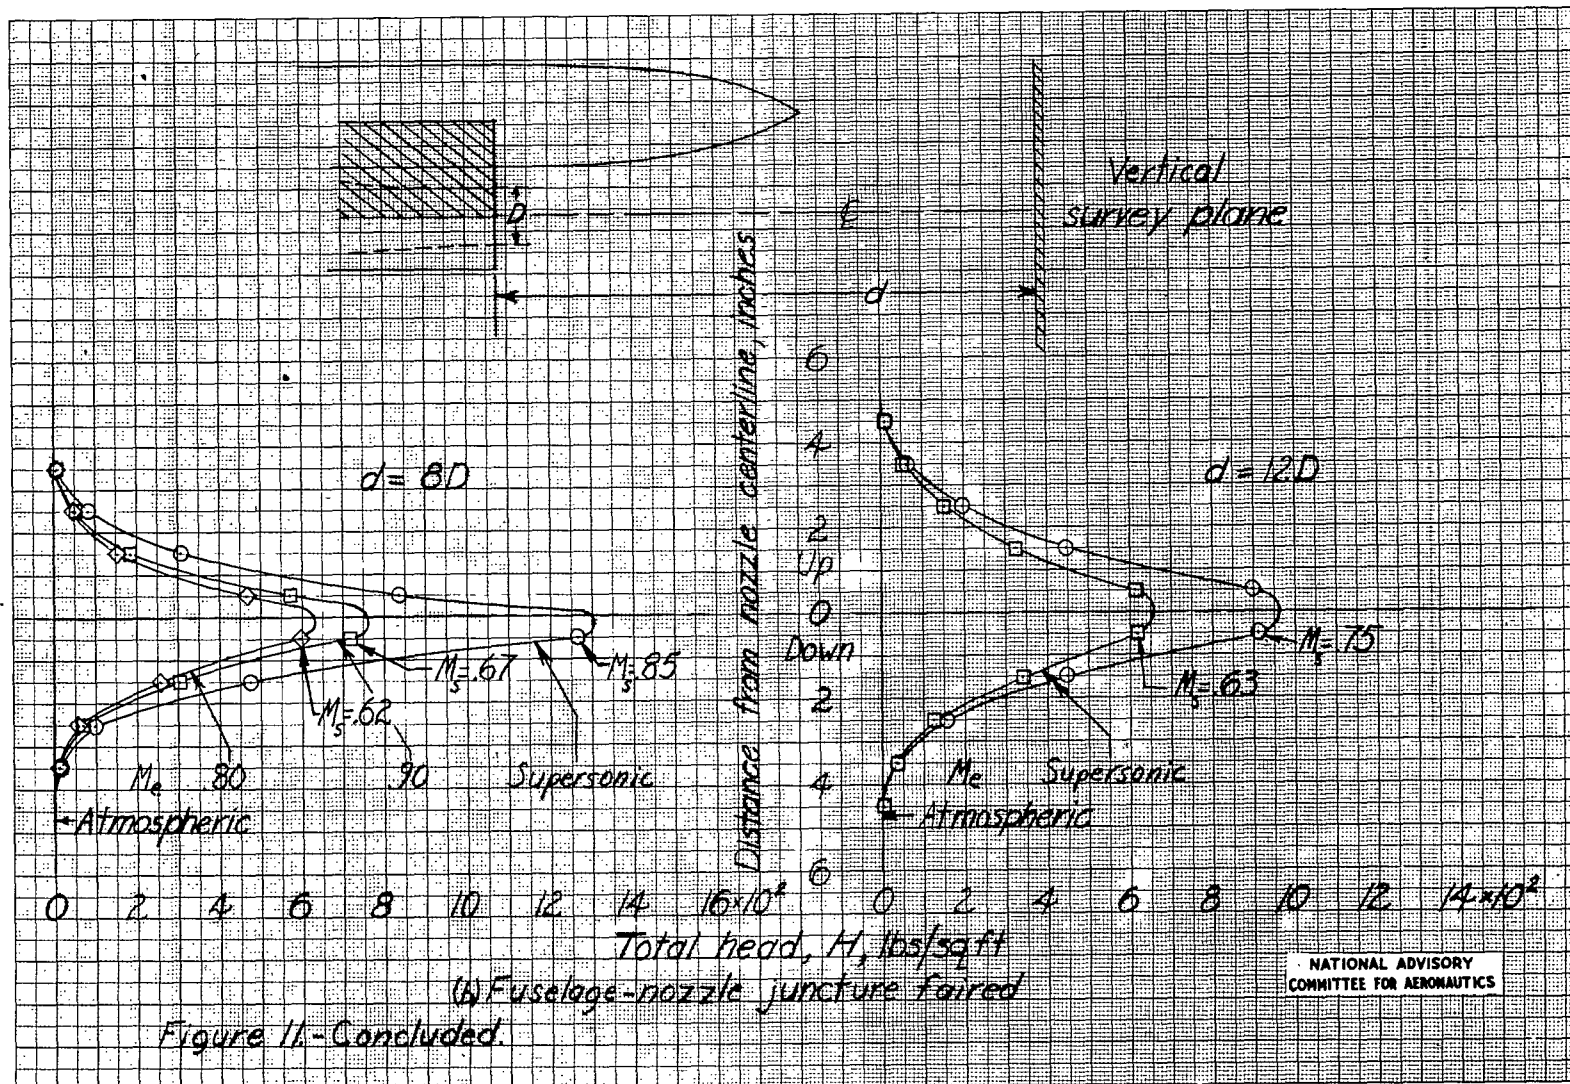 D
Vertical
survey plane
℄
d
Distance from nozzle centerline, inches
6
4
2
Up
0
Down
2
4
6
d = 8D
M_s=.67
M_s=.85
M_s=.62
M_e .80 .90 Supersonic
Atmospheric
0 2 4 6 8 10 12 14 16×10²
d = 12D
M_s=.75
M_s=.63
M_e Supersonic
Atmospheric
0 2 4 6 8 10 12 14×10²
Total head, H, lbs/sq ft
(b) Fuselage-nozzle juncture faired
Figure 11.-Concluded.
NATIONAL ADVISORY
COMMITTEE FOR AERONAUTICS